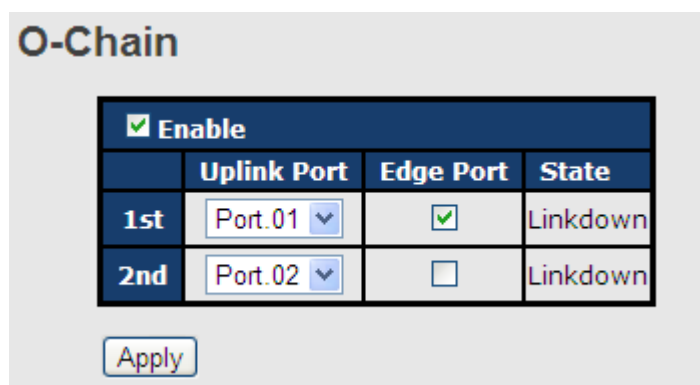 O-Chain
Enable
Uplink Port Edge Port State
1st Port.01 Linkdown
2nd Port.02 Linkdown
Apply